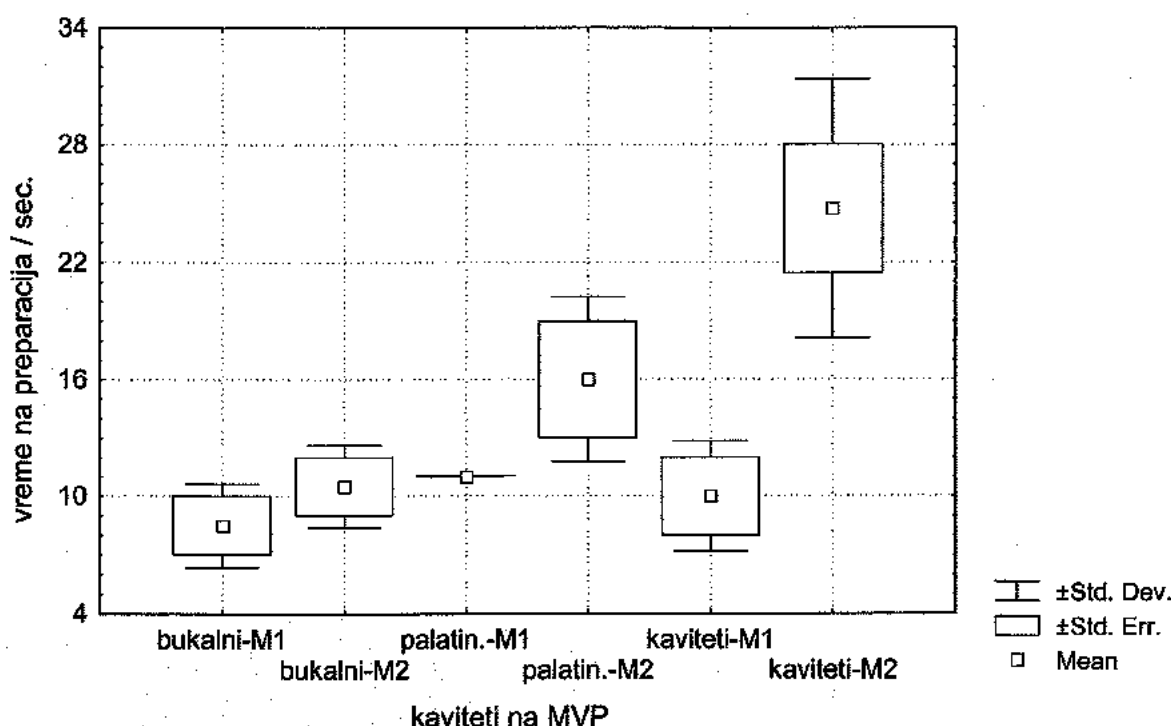 34
28
22
16
10
4
vreme na preparacija / sec.
bukalni-M1
bukalni-M2
palatin.-M1
palatin.-M2
kaviteti-M1
kaviteti-M2
kaviteti na MVP
±Std. Dev.
±Std. Err.
Mean